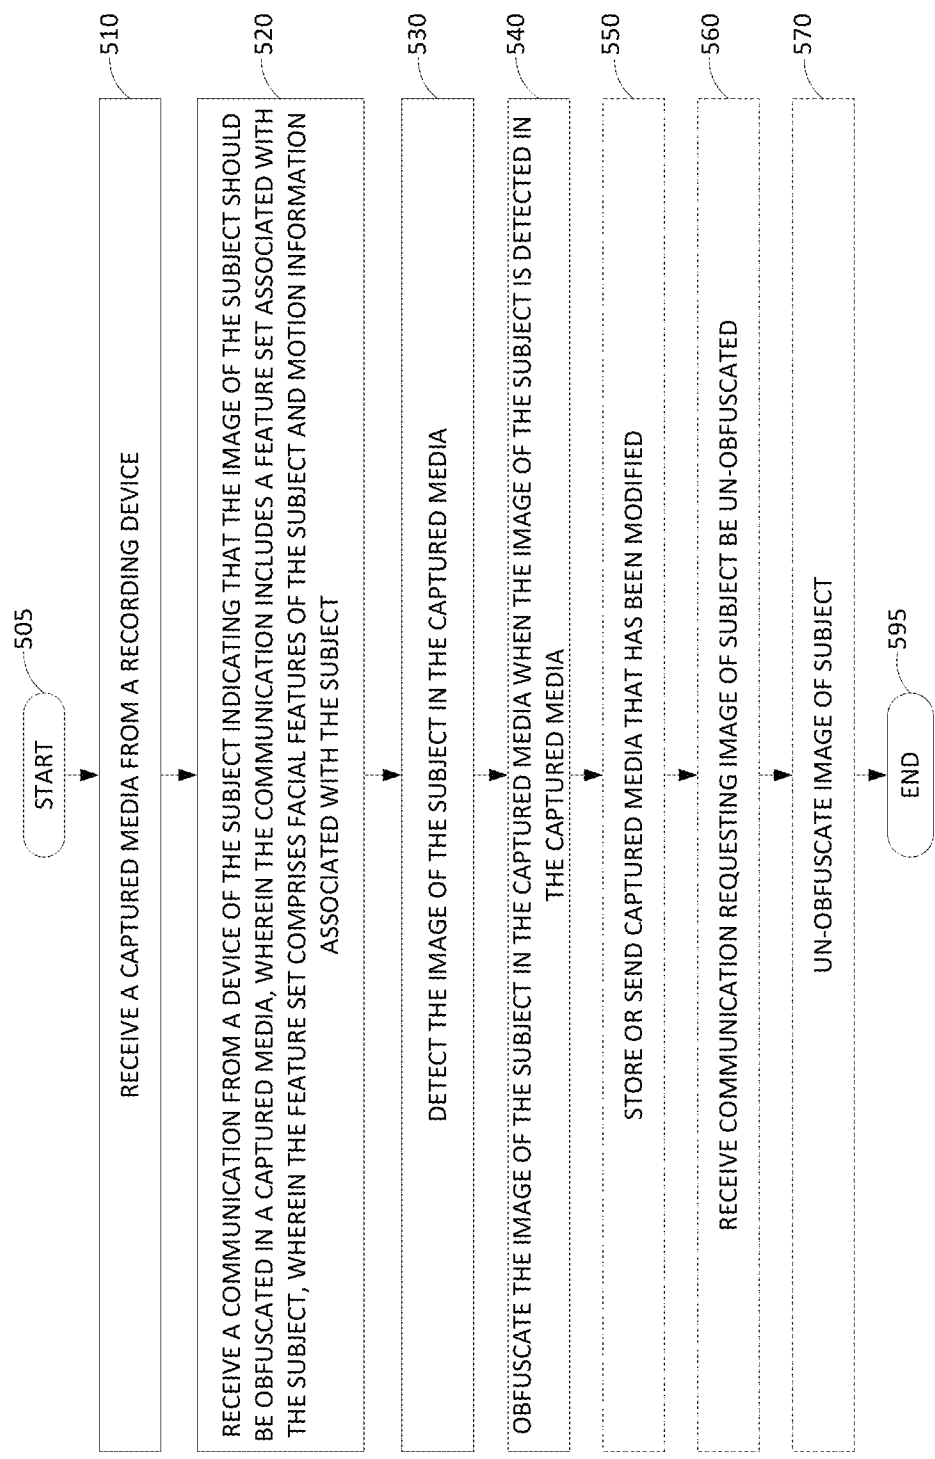 505
START
510
RECEIVE A CAPTURED MEDIA FROM A RECORDING DEVICE
520
RECEIVE A COMMUNICATION FROM A DEVICE OF THE SUBJECT INDICATING THAT THE IMAGE OF THE SUBJECT SHOULD
BE OBFUSCATED IN A CAPTURED MEDIA, WHEREIN THE COMMUNICATION INCLUDES A FEATURE SET ASSOCIATED WITH
THE SUBJECT, WHEREIN THE FEATURE SET COMPRISES FACIAL FEATURES OF THE SUBJECT AND MOTION INFORMATION
ASSOCIATED WITH THE SUBJECT
530
DETECT THE IMAGE OF THE SUBJECT IN THE CAPTURED MEDIA
540
OBFUSCATE THE IMAGE OF THE SUBJECT IN THE CAPTURED MEDIA WHEN THE IMAGE OF THE SUBJECT IS DETECTED IN
THE CAPTURED MEDIA
550
STORE OR SEND CAPTURED MEDIA THAT HAS BEEN MODIFIED
560
RECEIVE COMMUNICATION REQUESTING IMAGE OF SUBJECT BE UN-OBFUSCATED
570
UN-OBFUSCATE IMAGE OF SUBJECT
595
END